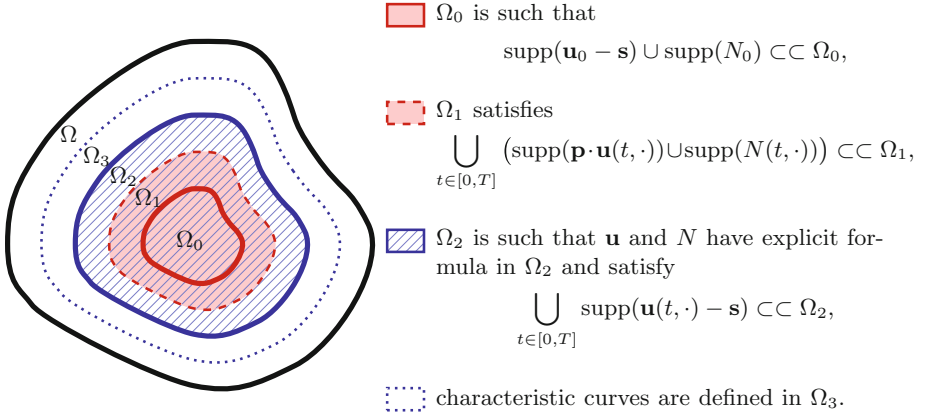 Ω
Ω₃
Ω₂
Ω₁
Ω₀
Ω₀ is such that
supp(u₀ − s) ∪ supp(N₀) ⊂⊂ Ω₀,
Ω₁ satisfies
⋃ (supp(p·u(t, ·))∪supp(N(t, ·))) ⊂⊂ Ω₁,
t∈[0,T]
Ω₂ is such that u and N have explicit for-
mula in Ω₂ and satisfy
⋃ supp(u(t, ·) − s) ⊂⊂ Ω₂,
t∈[0,T]
characteristic curves are defined in Ω₃.